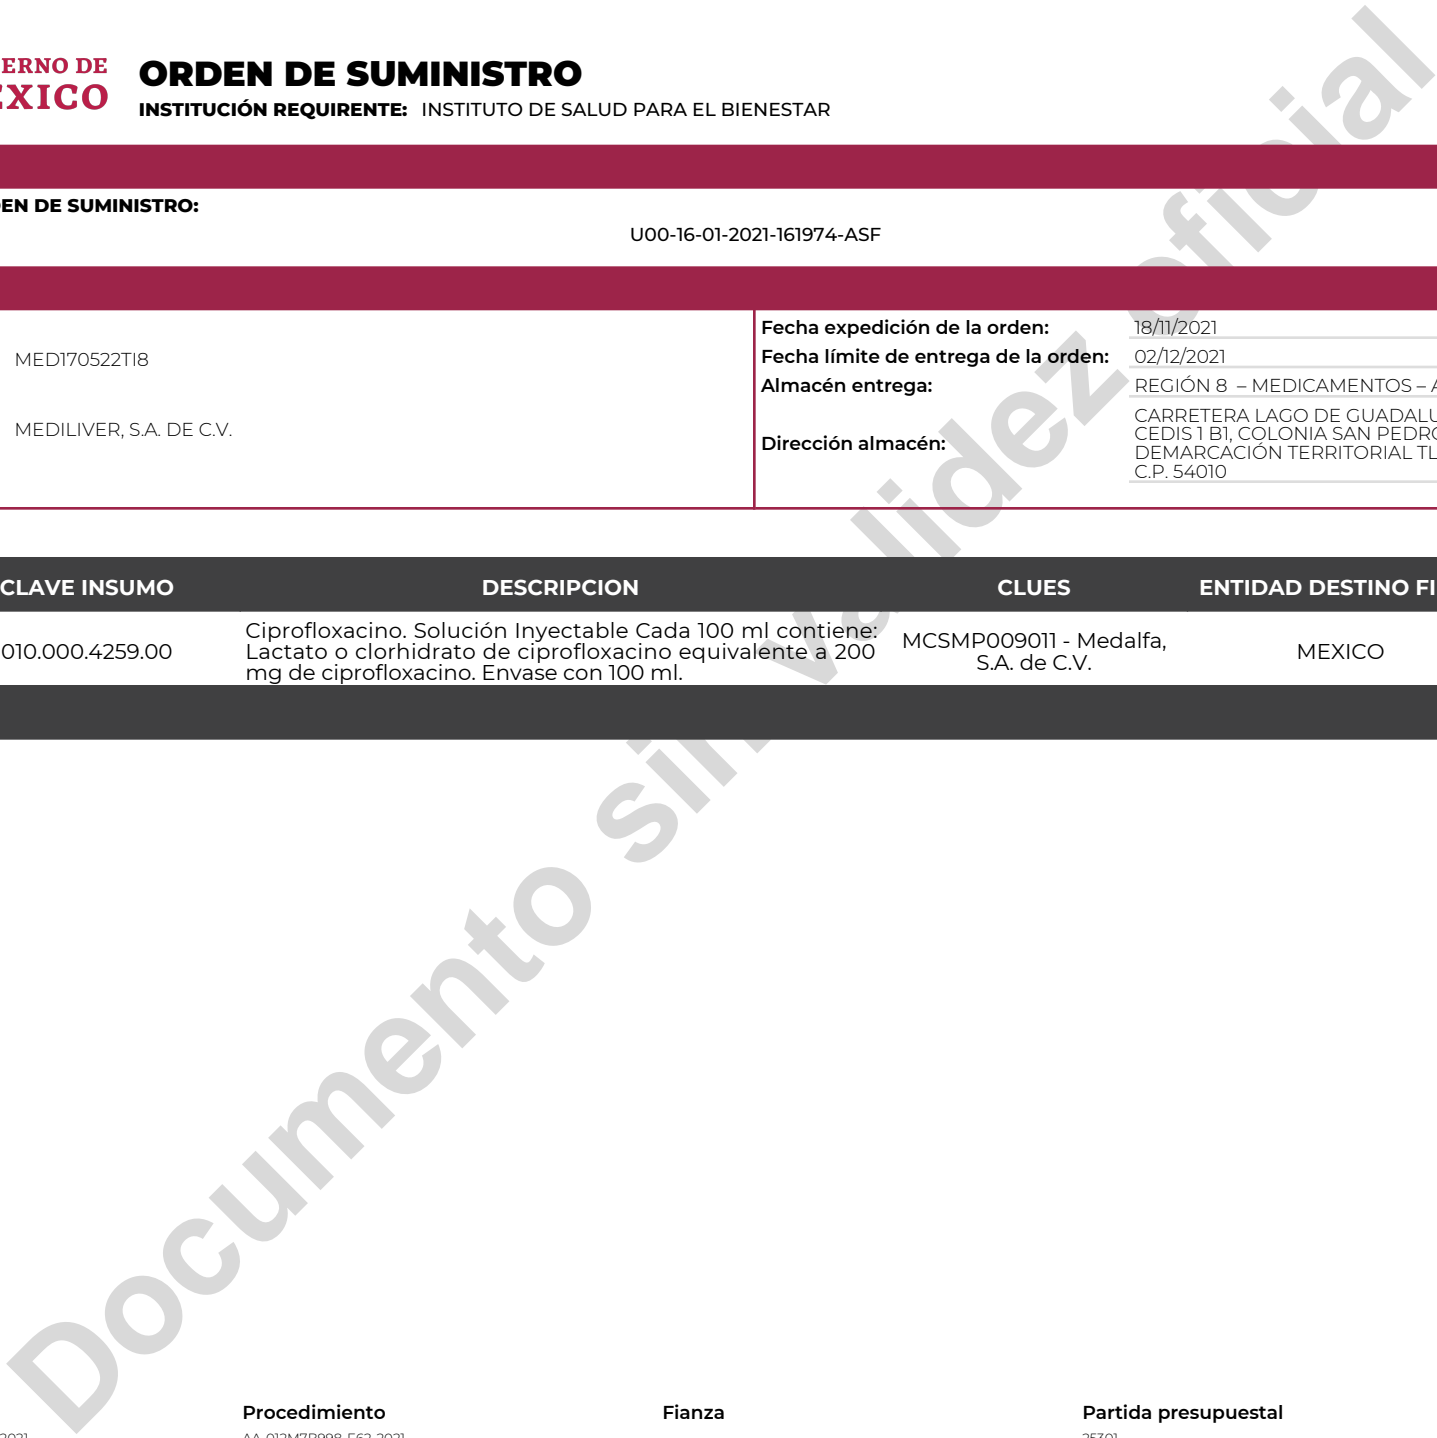 ERNO DE
EXICO
ORDEN DE SUMINISTRO
INSTITUCIÓN REQUIRENTE: INSTITUTO DE SALUD PARA EL BIENESTAR
EN DE SUMINISTRO:
U00-16-01-2021-161974-ASF
MED170522TI8
MEDILIVER, S.A. DE C.V.
Fecha expedición de la orden: 18/11/2021
Fecha límite de entrega de la orden: 02/12/2021
Almacén entrega: REGIÓN 8 – MEDICAMENTOS – A
Dirección almacén:
CARRETERA LAGO DE GUADALU
CEDIS 1 B1, COLONIA SAN PEDRO
DEMARCACIÓN TERRITORIAL TL
C.P. 54010
CLAVE INSUMO DESCRIPCION CLUES ENTIDAD DESTINO FI
010.000.4259.00
Ciprofloxacino. Solución Inyectable Cada 100 ml contiene:
Lactato o clorhidrato de ciprofloxacino equivalente a 200
mg de ciprofloxacino. Envase con 100 ml.
MCSMP009011 - Medalfa,
S.A. de C.V.
MEXICO
Documento sin validez oficial
Procedimiento Fianza Partida presupuestal